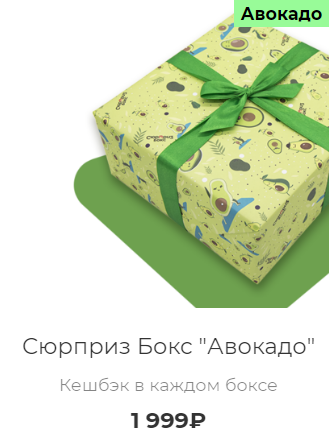 Авокадо
Сюрприз Бокс "Авокадо"
Кешбэк в каждом боксе
1 999₽